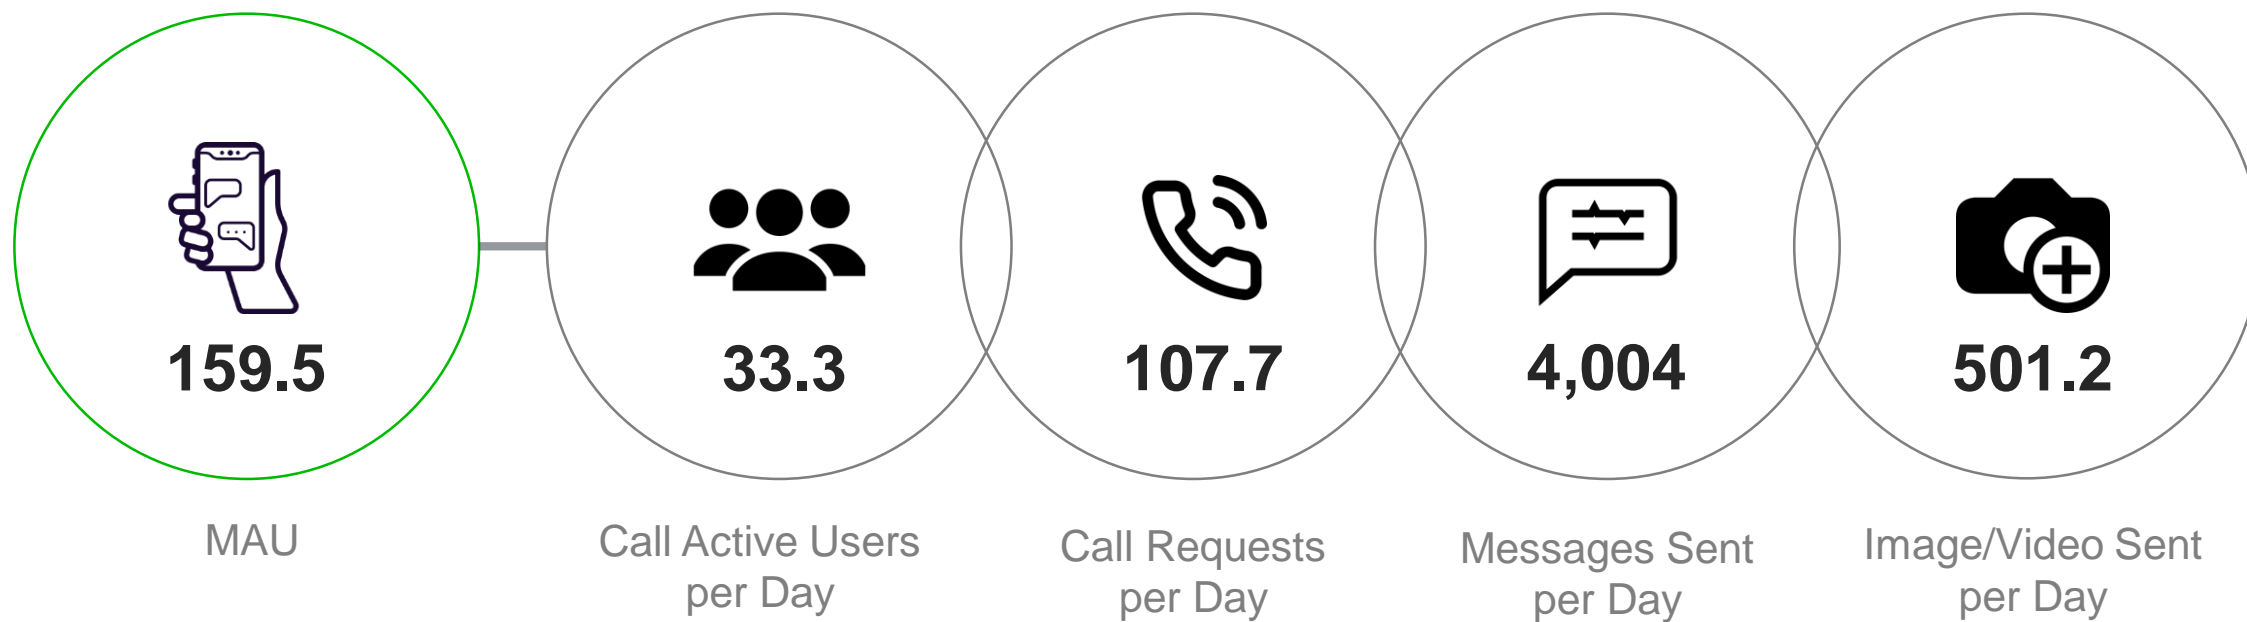 159.5
33.3
107.7
4,004
501.2
MAU
Call Active Users
per Day
Call Requests
per Day
Messages Sent
per Day
Image/Video Sent
per Day